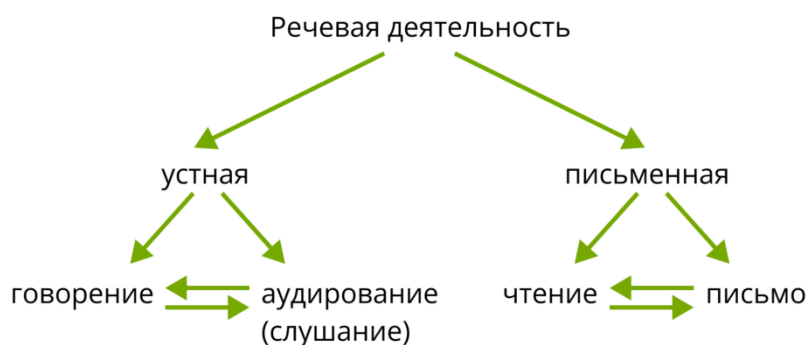 Речевая деятельность
устная
письменная
говорение
аудирование
(слушание)
чтение
письмо